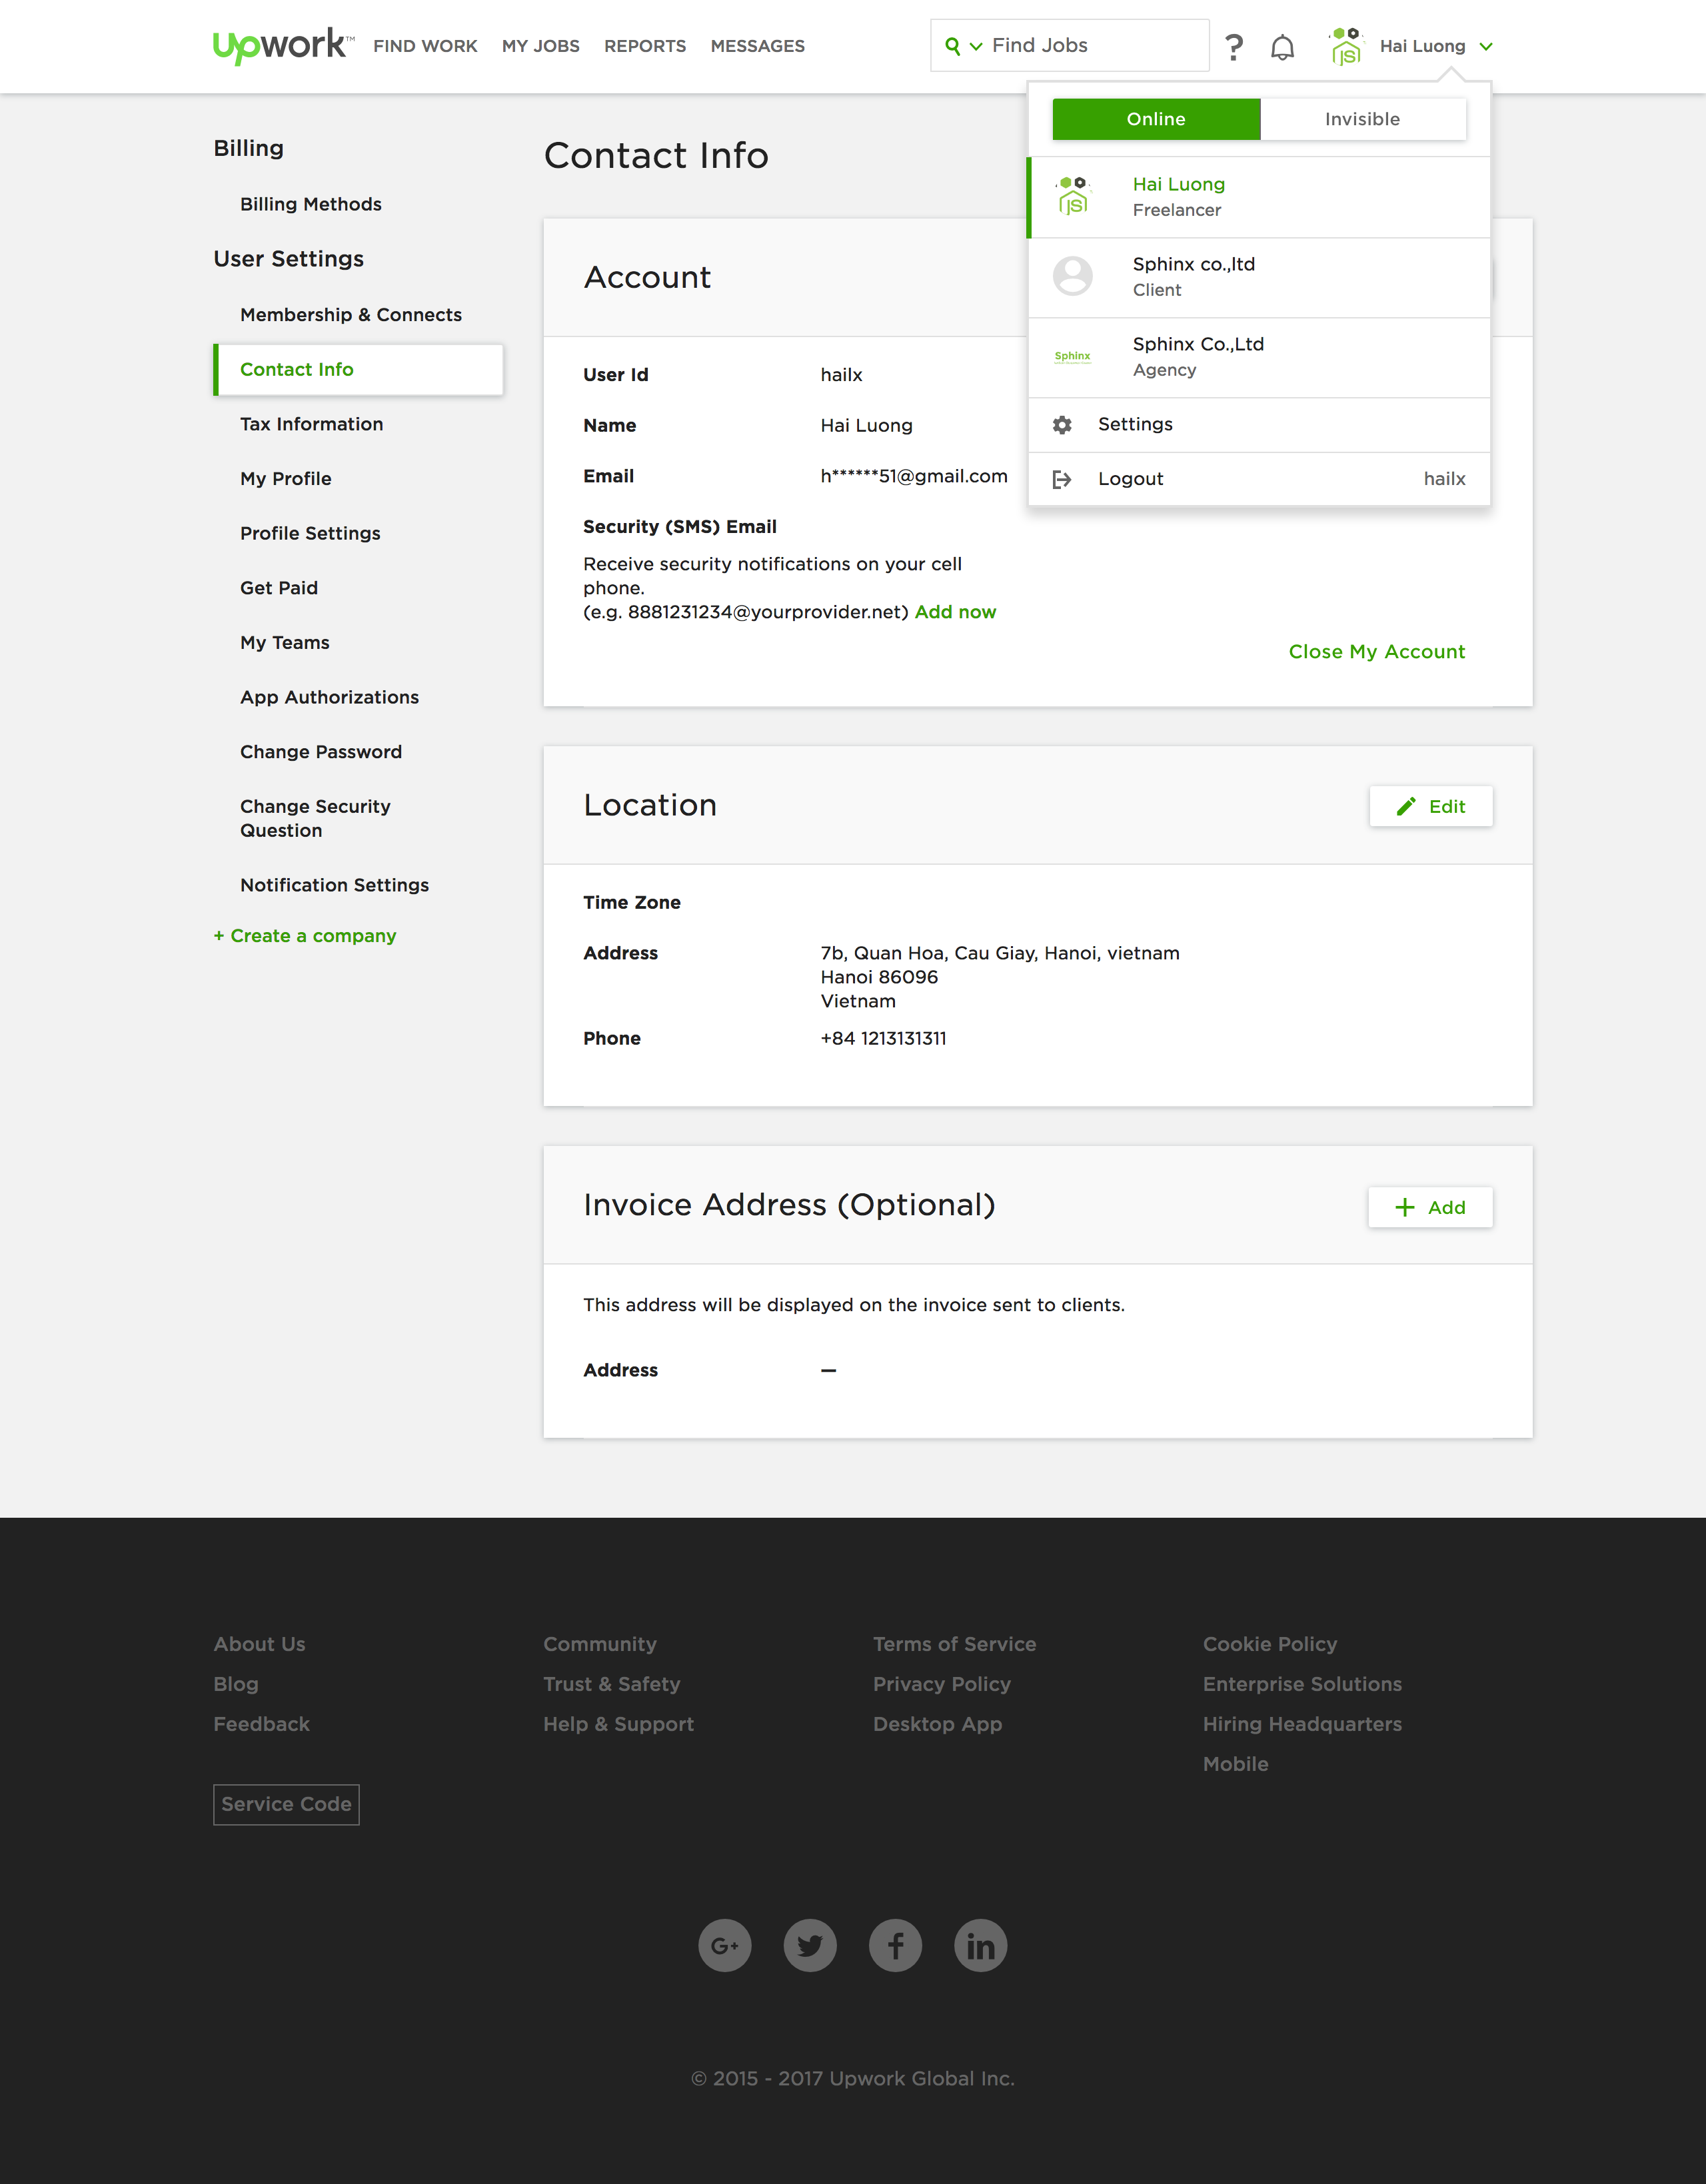 upwork™ FIND WORK MY JOBS REPORTS MESSAGES Find Jobs ? Hai Luong
Online Invisible
Hai Luong
Freelancer
Sphinx co.,ltd
Client
Sphinx
Sphinx Co.,Ltd
Agency
Settings
Logout hailx
Billing
Billing Methods
User Settings
Membership & Connects
Contact Info
Tax Information
My Profile
Profile Settings
Get Paid
My Teams
App Authorizations
Change Password
Change Security
Question
Notification Settings
+ Create a company
Contact Info
Account
User Id hailx
Name Hai Luong
Email h******51@gmail.com
Security (SMS) Email
Receive security notifications on your cell
phone.
(e.g. 8881231234@yourprovider.net) Add now
Close My Account
Location Edit
Time Zone
Address 7b, Quan Hoa, Cau Giay, Hanoi, vietnam
Hanoi 86096
Vietnam
Phone +84 1213131311
Invoice Address (Optional) + Add
This address will be displayed on the invoice sent to clients.
Address —
About Us Community Terms of Service Cookie Policy
Blog Trust & Safety Privacy Policy Enterprise Solutions
Feedback Help & Support Desktop App Hiring Headquarters
Mobile
Service Code
G+ f in
© 2015 - 2017 Upwork Global Inc.